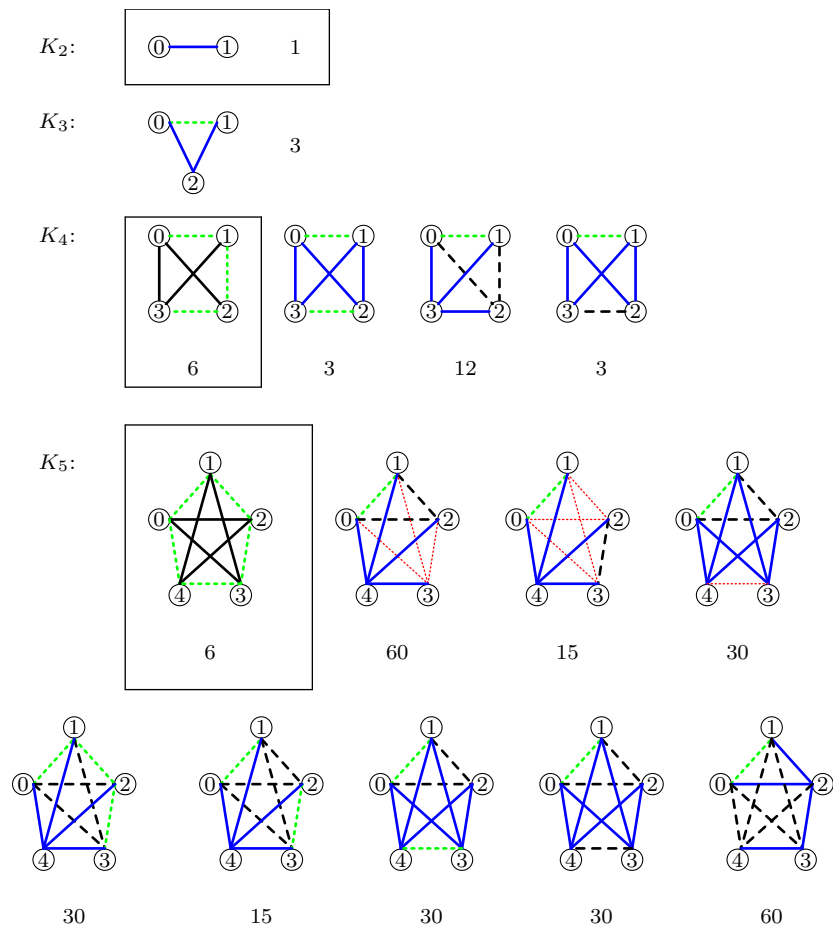 K₂: 0 1 1
K₃: 0 1 3
2
K₄: 0 1 0 1 0 1 0 1
3 2 3 2 3 2 3 2
6 3 12 3
K₅: 1 1 1 1
0 2 0 2 0 2 0 2
4 3 4 3 4 3 4 3
6 60 15 30
1 1 1 1 1
0 2 0 2 0 2 0 2 0 2
4 3 4 3 4 3 4 3 4 3
30 15 30 30 60